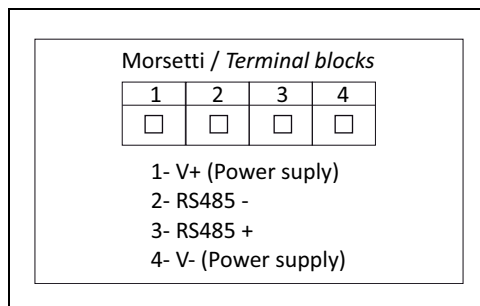 Morsetti / Terminal blocks
1 2 3 4
1- V+ (Power suply)
2- RS485 -
3- RS485 +
4- V- (Power supply)